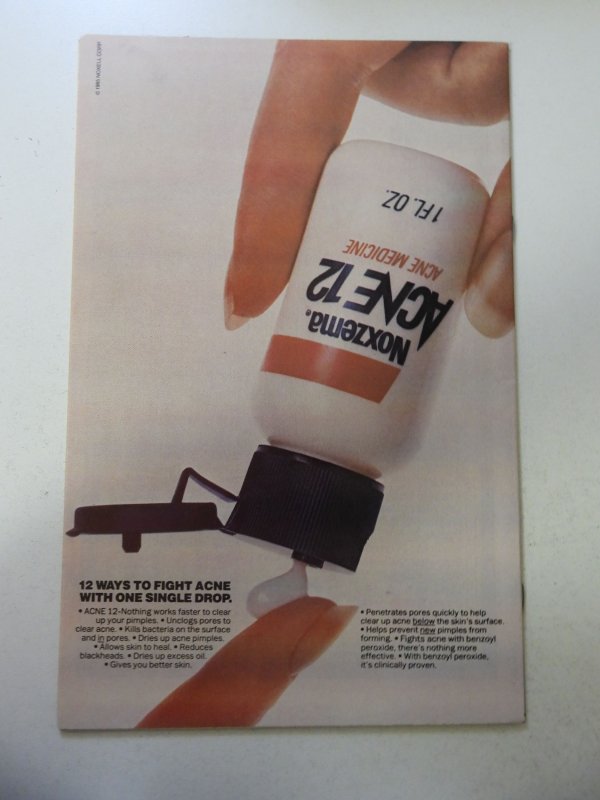 © 1985 NOXELL CORP.
1 FL. OZ.
ACNE MEDICINE
ACNE 12
Noxzema®
12 WAYS TO FIGHT ACNE
WITH ONE SINGLE DROP.
• ACNE 12-Nothing works faster to clear
up your pimples. • Unclogs pores to
clear acne. • Kills bacteria on the surface
and in pores. • Dries up acne pimples.
• Allows skin to heal. • Reduces
blackheads. • Dries up excess oil.
• Gives you better skin.
• Penetrates pores quickly to help
clear up acne below the skin's surface.
• Helps prevent new pimples from
forming. • Fights acne with benzoyl
peroxide, there's nothing more
effective. • With benzoyl peroxide,
it's clinically proven.